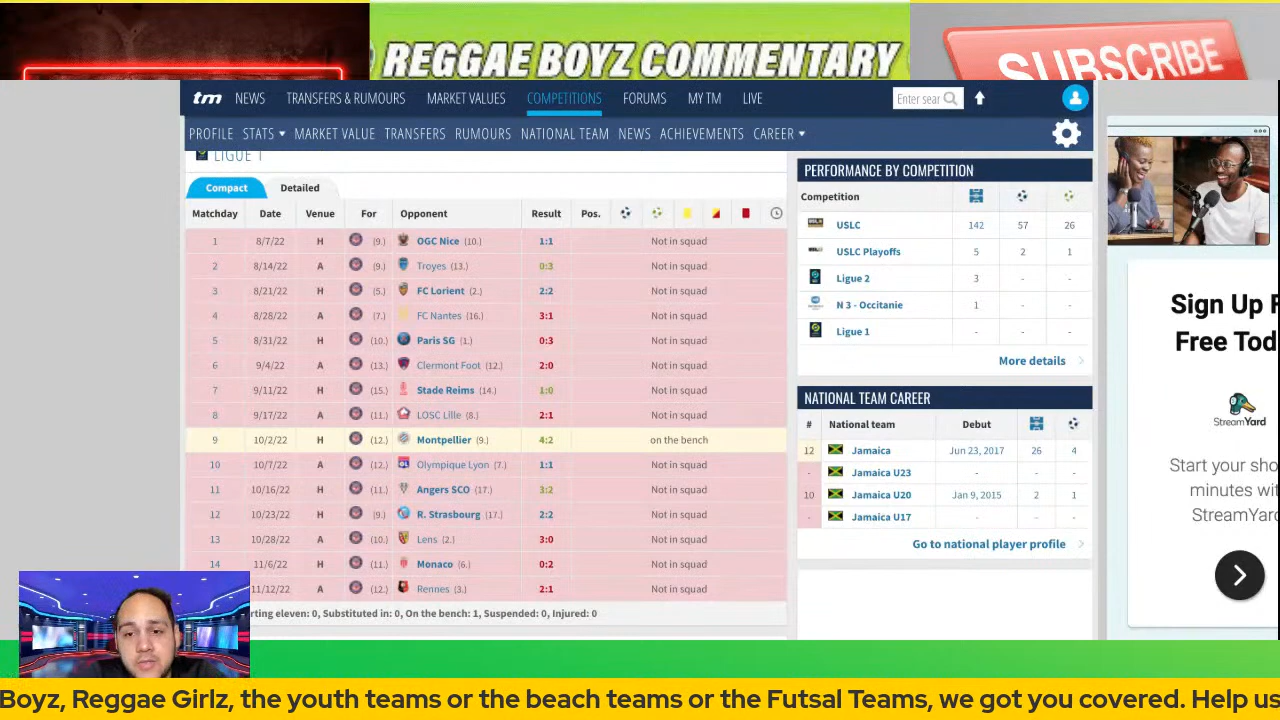 REGGAE BOYZ COMMENTARY
SUBSCRIBE
tm NEWS TRANSFERS & RUMOURS MARKET VALUES COMPETITIONS FORUMS MY TM LIVE Enter sear
PROFILE STATS MARKET VALUE TRANSFERS RUMOURS NATIONAL TEAM NEWS ACHIEVEMENTS CAREER
LIGUE 1
Compact Detailed
Matchday Date Venue For Opponent Result Pos.
1 8/7/22 H (9.) OGC Nice (10.) 1:1 Not in squad
2 8/14/22 A (9.) Troyes (13.) 0:3 Not in squad
3 8/21/22 H (5.) FC Lorient (2.) 2:2 Not in squad
4 8/28/22 A (7.) FC Nantes (16.) 3:1 Not in squad
5 8/31/22 H (10.) Paris SG (1.) 0:3 Not in squad
6 9/4/22 A (13.) Clermont Foot (12.) 2:0 Not in squad
7 9/11/22 H (15.) Stade Reims (14.) 1:0 Not in squad
8 9/17/22 A (11.) LOSC Lille (8.) 2:1 Not in squad
9 10/2/22 H (12.) Montpellier (9.) 4:2 on the bench
10 10/7/22 A (12.) Olympique Lyon (7.) 1:1 Not in squad
11 10/16/22 H (11.) Angers SCO (17.) 3:2 Not in squad
12 10/23/22 H (9.) R. Strasbourg (17.) 2:2 Not in squad
13 10/28/22 A (10.) Lens (2.) 3:0 Not in squad
14 11/6/22 H (11.) Monaco (6.) 0:2 Not in squad
11/12/22 A (12.) Rennes (3.) 2:1 Not in squad
rting eleven: 0, Substituted in: 0, On the bench: 1, Suspended: 0, Injured: 0
PERFORMANCE BY COMPETITION
Competition
USLC 142 57 26
USLC Playoffs 5 2 1
Ligue 2 3 - -
N 3 - Occitanie 1 - -
Ligue 1 - - -
More details
NATIONAL TEAM CAREER
# National team Debut
12 Jamaica Jun 23, 2017 26 4
- Jamaica U23 - - -
10 Jamaica U20 Jan 9, 2015 2 1
- Jamaica U17 - - -
Go to national player profile
Sign Up F
Free Tod
StreamYard
Start your sho
minutes wit
StreamYard
Boyz, Reggae Girlz, the youth teams or the beach teams or the Futsal Teams, we got you covered. Help us